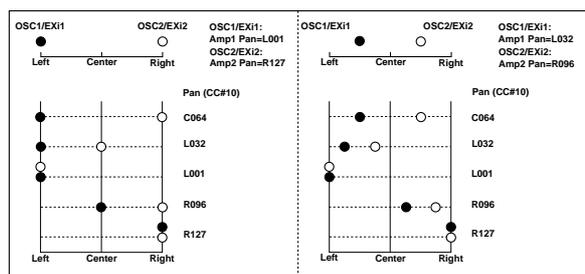 OSC1/EXi1
OSC2/EXi2
OSC1/EXi1:
Amp1 Pan=L001
OSC2/EXi2:
Amp2 Pan=R127
Left
Center
Right
Pan (CC#10)
C064
L032
L001
R096
R127
Left
Center
Right
OSC1/EXi1
OSC2/EXi2
OSC1/EXi1:
Amp1 Pan=L032
OSC2/EXi2:
Amp2 Pan=R096
Left
Center
Right
Pan (CC#10)
C064
L032
L001
R096
R127
Left
Center
Right